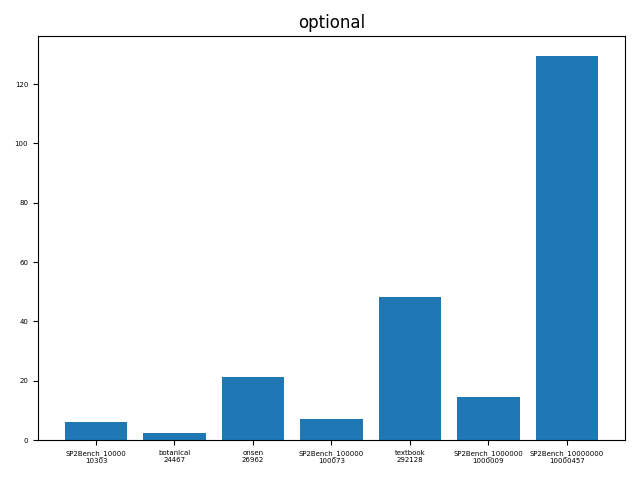 optional
120
100
80
60
40
20
0
SP2Bench_10000 botanical onsen SP2Bench_100000 textbook SP2Bench_1000000 SP2Bench_10000000
10303 24467 26962 100073 292128 1000009 10000457